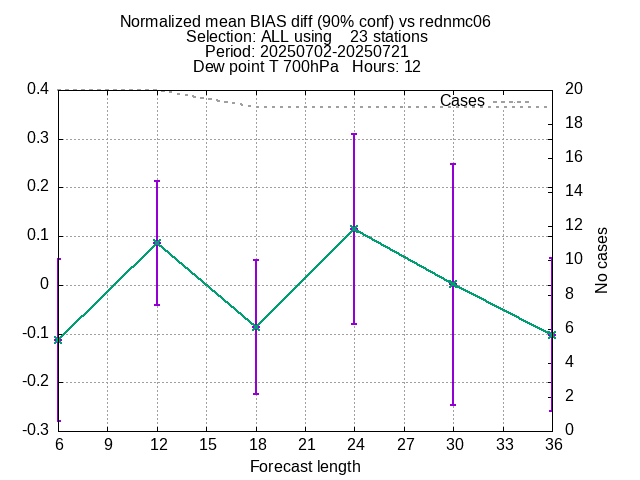 Normalized mean BIAS diff (90% conf) vs rednmc06
Selection: ALL using    23 stations
Period: 20250702-20250721
Dew point T 700hPa   Hours: 12
Cases
0.4
0.3
0.2
0.1
0
-0.1
-0.2
-0.3
20
18
16
14
12
10
8
6
4
2
0
No cases
6 9 12 15 18 21 24 27 30 33 36
Forecast length